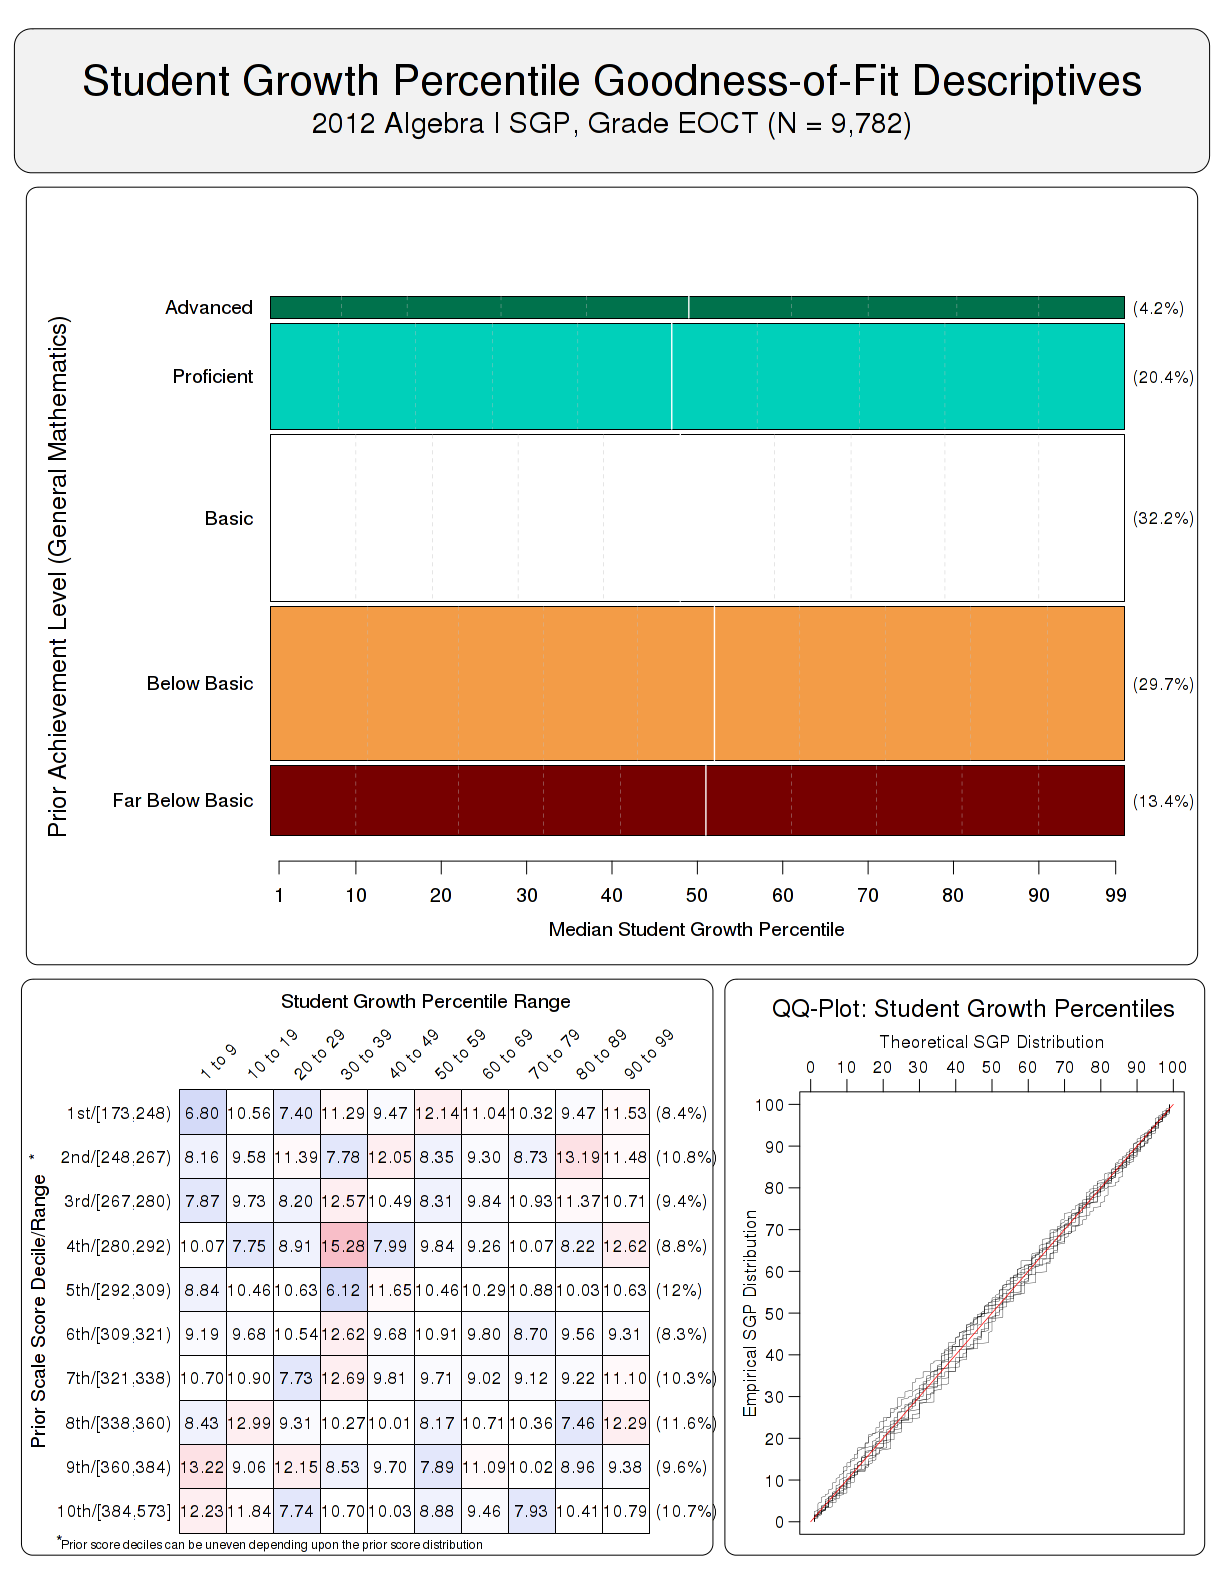 Student Growth Percentile Goodness-of-Fit Descriptives
2012 Algebra I SGP, Grade EOCT (N = 9,782)
Prior Achievement Level (General Mathematics)
Advanced (4.2%)
Proficient (20.4%)
Basic (32.2%)
Below Basic (29.7%)
Far Below Basic (13.4%)
1 10 20 30 40 50 60 70 80 90 99
Median Student Growth Percentile
Student Growth Percentile Range
1 to 9 10 to 19 20 to 29 30 to 39 40 to 49 50 to 59 60 to 69 70 to 79 80 to 89 90 to 99
Prior Scale Score Decile/Range *
1st/[173,248) 6.80 10.56 7.40 11.29 9.47 12.14 11.04 10.32 9.47 11.53 (8.4%)
2nd/[248,267) 8.16 9.58 11.39 7.78 12.05 8.35 9.30 8.73 13.19 11.48 (10.8%)
3rd/[267,280) 7.87 9.73 8.20 12.57 10.49 8.31 9.84 10.93 11.37 10.71 (9.4%)
4th/[280,292) 10.07 7.75 8.91 15.28 7.99 9.84 9.26 10.07 8.22 12.62 (8.8%)
5th/[292,309) 8.84 10.46 10.63 6.12 11.65 10.46 10.29 10.88 10.03 10.63 (12%)
6th/[309,321) 9.19 9.68 10.54 12.62 9.68 10.91 9.80 8.70 9.56 9.31 (8.3%)
7th/[321,338) 10.70 10.90 7.73 12.69 9.81 9.71 9.02 9.12 9.22 11.10 (10.3%)
8th/[338,360) 8.43 12.99 9.31 10.27 10.01 8.17 10.71 10.36 7.46 12.29 (11.6%)
9th/[360,384) 13.22 9.06 12.15 8.53 9.70 7.89 11.09 10.02 8.96 9.38 (9.6%)
10th/[384,573] 12.23 11.84 7.74 10.70 10.03 8.88 9.46 7.93 10.41 10.79 (10.7%)
*Prior score deciles can be uneven depending upon the prior score distribution
QQ-Plot: Student Growth Percentiles
Theoretical SGP Distribution
0 10 20 30 40 50 60 70 80 90 100
Empirical SGP Distribution
100
90
80
70
60
50
40
30
20
10
0